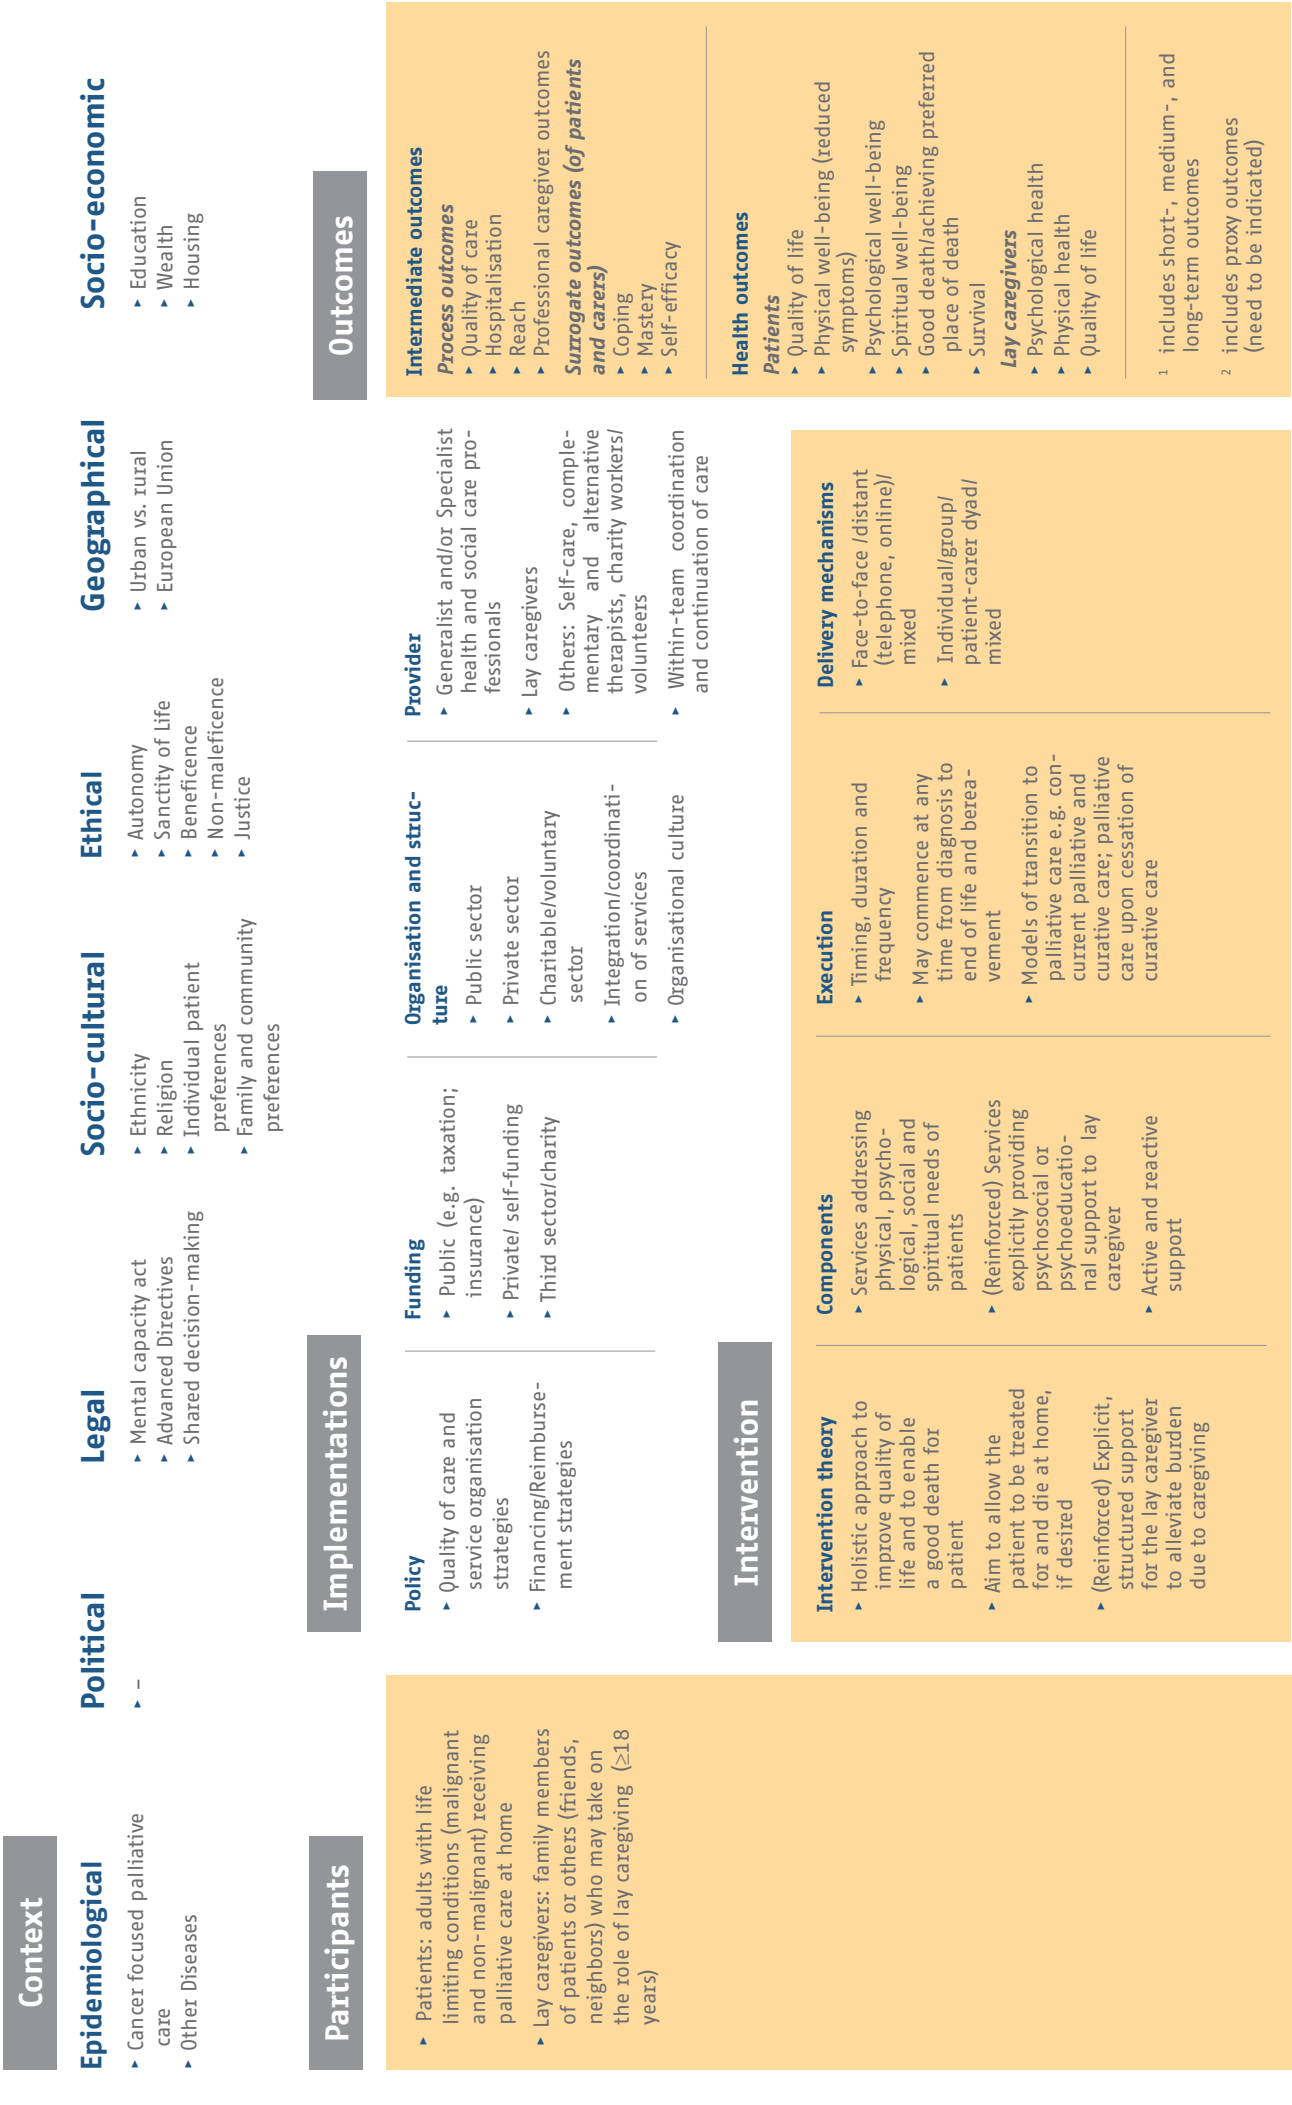 Context
Epidemiological
▸ Cancer focused palliative
care
▸ Other Diseases
Political
▸ –
Legal
▸ Mental capacity act
▸ Advanced Directives
▸ Shared decision-making
Socio-cultural
▸ Ethnicity
▸ Religion
▸ Individual patient
preferences
▸ Family and community
preferences
Ethical
▸ Autonomy
▸ Sanctity of Life
▸ Beneficence
▸ Non-maleficence
▸ Justice
Geographical
▸ Urban vs. rural
▸ European Union
Socio-economic
▸ Education
▸ Wealth
▸ Housing
Participants
▸ Patients: adults with life
limiting conditions (malignant
and non-malignant) receiving
palliative care at home
▸ Lay caregivers: family members
of patients or others (friends,
neighbors) who may take on
the role of lay caregiving (≥18
years)
Implementations
Policy
▸ Quality of care and
service organisation
strategies
▸ Financing/Reimburse-
ment strategies
Funding
▸ Public (e.g. taxation;
insurance)
▸ Private/ self-funding
▸ Third sector/charity
Organisation and struc-
ture
▸ Public sector
▸ Private sector
▸ Charitable/voluntary
sector
▸ Integration/coordinati-
on of services
▸ Organisational culture
Provider
▸ Generalist and/or Specialist
health and social care pro-
fessionals
▸ Lay caregivers
▸ Others: Self-care, comple-
mentary and alternative
therapists, charity workers/
volunteers
▸ Within-team coordination
and continuation of care
Intervention
Intervention theory
▸ Holistic approach to
improve quality of
life and to enable
a good death for
patient
▸ Aim to allow the
patient to be treated
for and die at home,
if desired
▸ (Reinforced) Explicit,
structured support
for the lay caregiver
to alleviate burden
due to caregiving
Components
▸ Services addressing
physical, psycho-
logical, social and
spiritual needs of
patients
▸ (Reinforced) Services
explicitly providing
psychosocial or
psychoeducatio-
nal support to lay
caregiver
▸ Active and reactive
support
Execution
▸ Timing, duration and
frequency
▸ May commence at any
time from diagnosis to
end of life and berea-
vement
▸ Models of transition to
palliative care e.g. con-
current palliative and
curative care; palliative
care upon cessation of
curative care
Delivery mechanisms
▸ Face-to-face /distant
(telephone, online)/
mixed
▸ Individual/group/
patient-carer dyad/
mixed
Outcomes
Intermediate outcomes
Process outcomes
▸ Quality of care
▸ Hospitalisation
▸ Reach
▸ Professional caregiver outcomes
Surrogate outcomes (of patients
and carers)
▸ Coping
▸ Mastery
▸ Self-efficacy
Health outcomes
Patients
▸ Quality of life
▸ Physical well-being (reduced
symptoms)
▸ Psychological well-being
▸ Spiritual well-being
▸ Good death/achieving preferred
place of death
▸ Survival
Lay caregivers
▸ Psychological health
▸ Physical health
▸ Quality of life
1 includes short-, medium-, and
long-term outcomes
2 includes proxy outcomes
(need to be indicated)